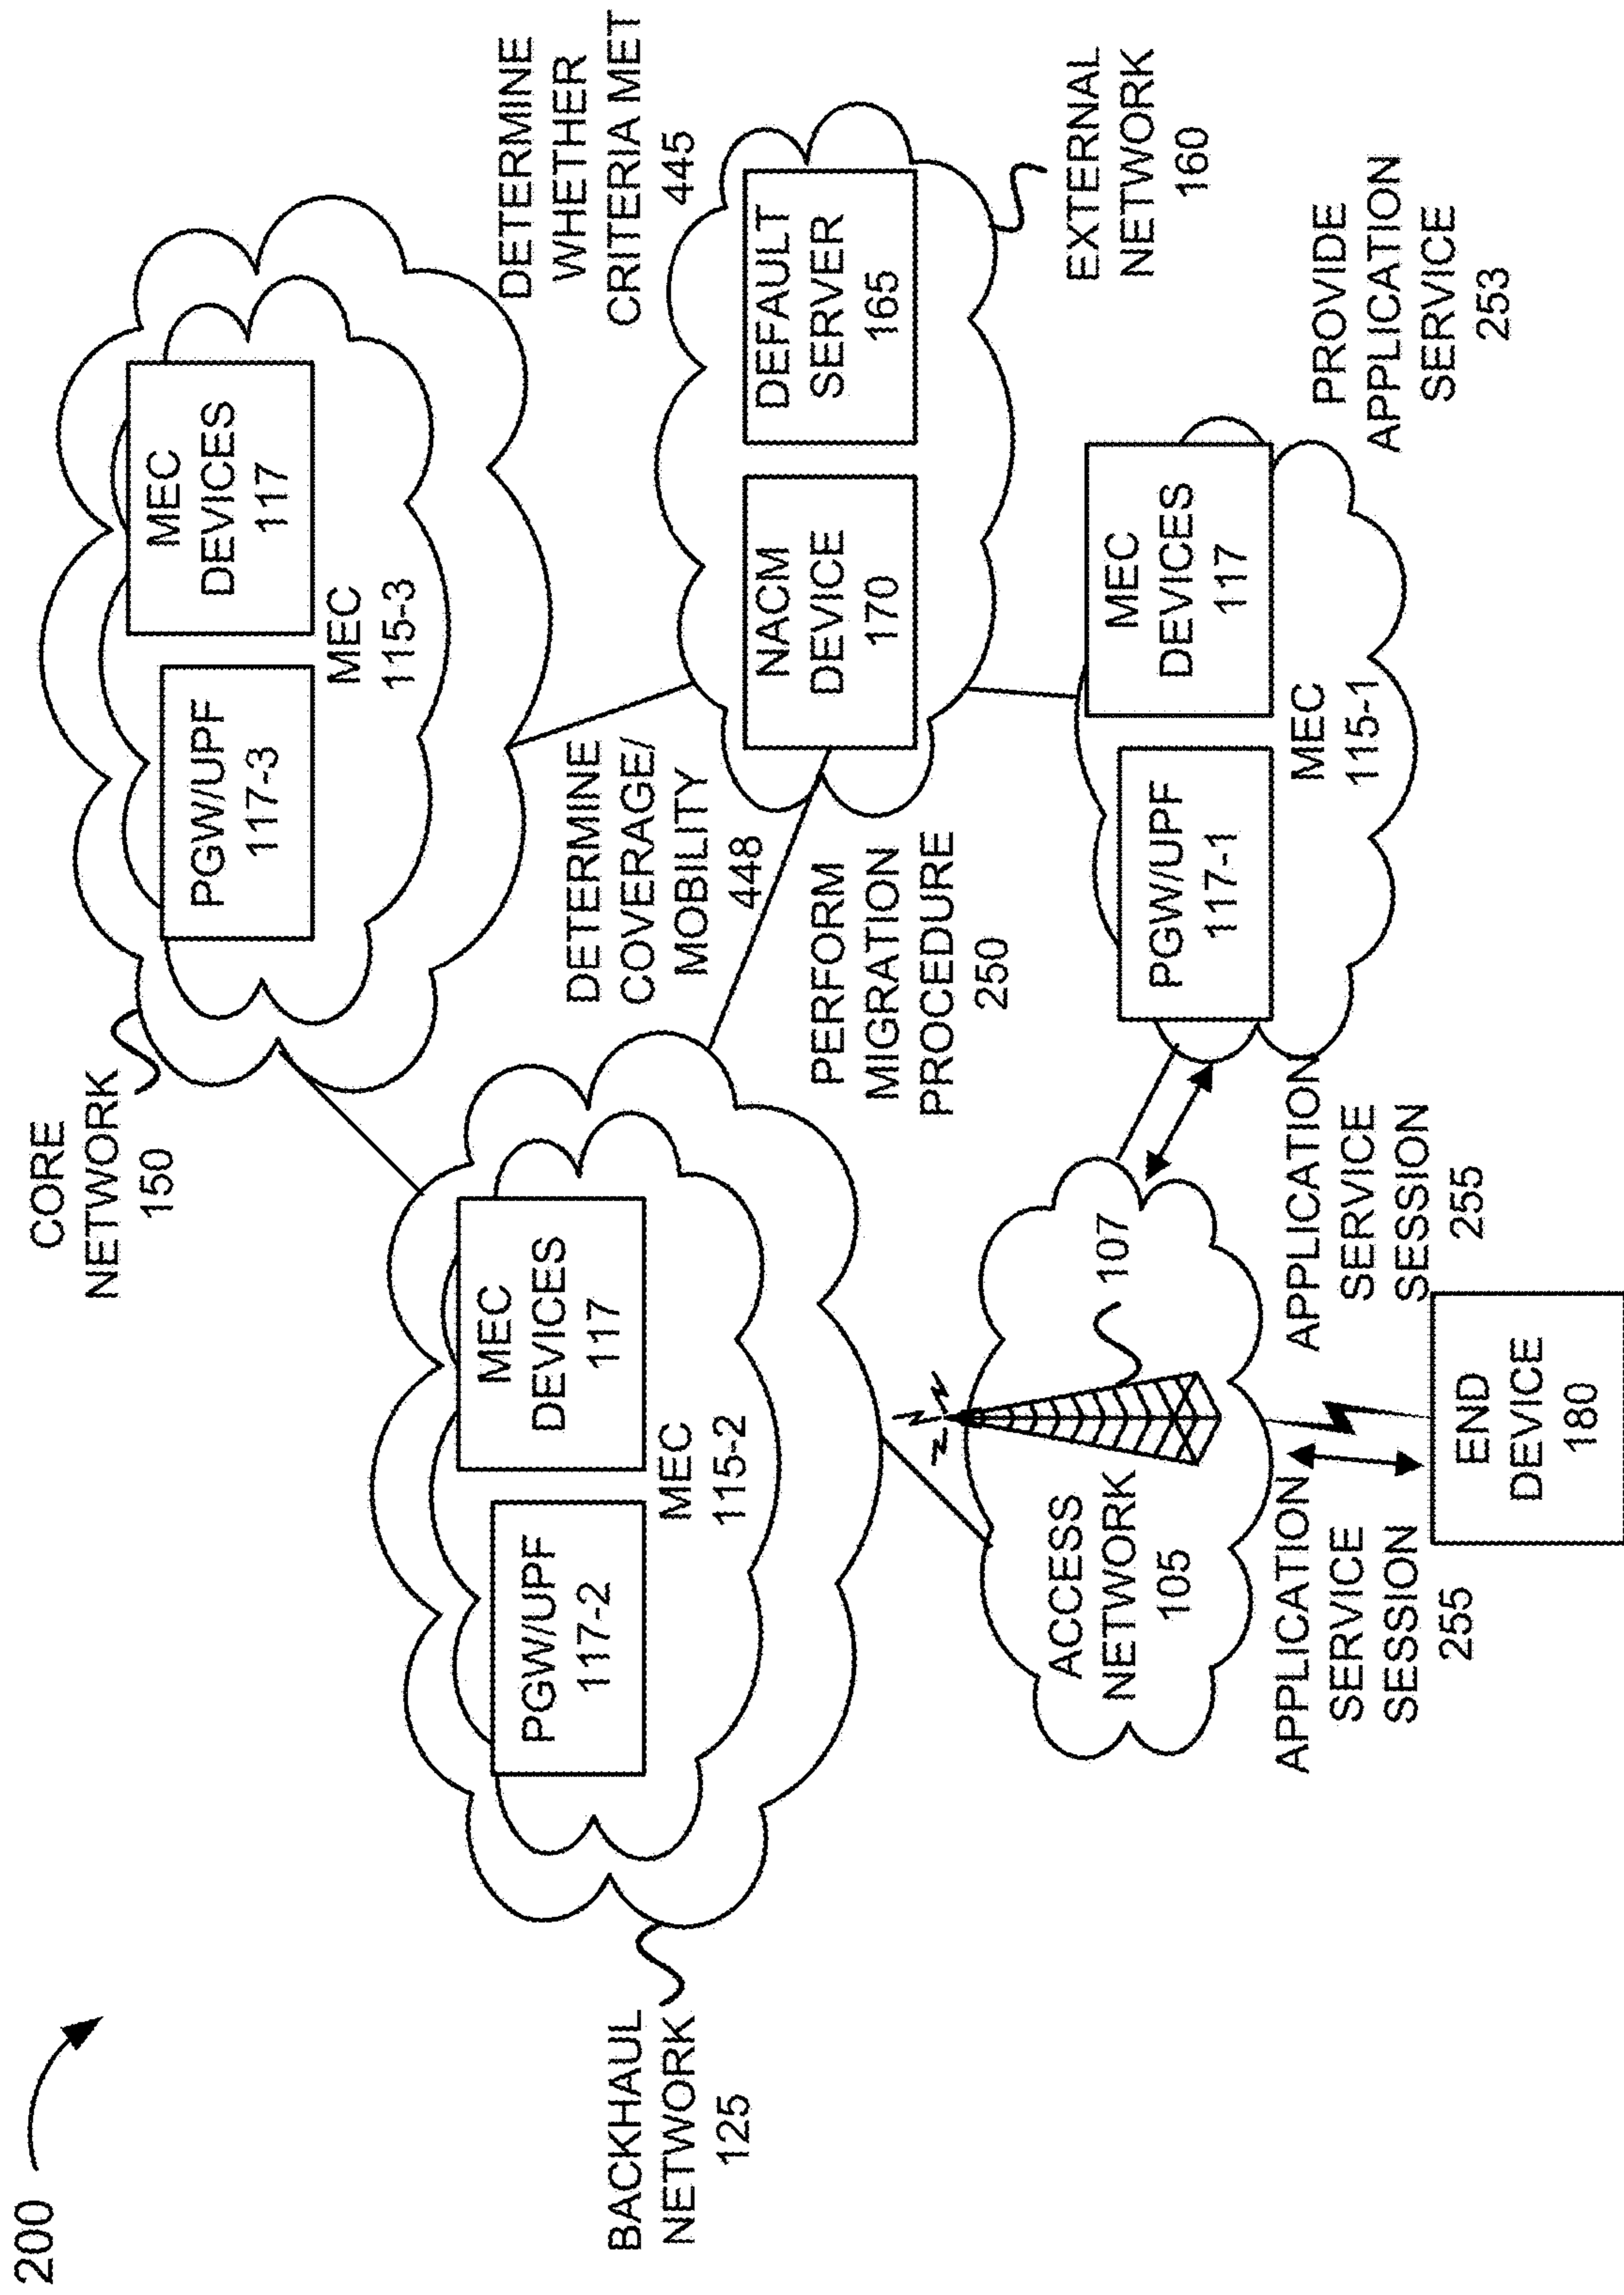 200
CORE
NETWORK
150
MEC
DEVICES
117
PGW/UPF
117-3
MEC
115-3
DETERMINE
WHETHER
CRITERIA MET
445
BACKHAUL
NETWORK
125
MEC
DEVICES
117
PGW/UPF
117-2
MEC
115-2
DETERMINE
COVERAGE/
MOBILITY
448
NACM
DEVICE
170
DEFAULT
SERVER
165
EXTERNAL
NETWORK
160
PERFORM
MIGRATION
PROCEDURE
250
ACCESS
NETWORK
105
107
PGW/UPF
117-1
MEC
DEVICES
117
MEC
115-1
PROVIDE
APPLICATION
SERVICE
253
APPLICATION
SERVICE
SESSION
255
APPLICATION
SERVICE
SESSION
255
END
DEVICE
180